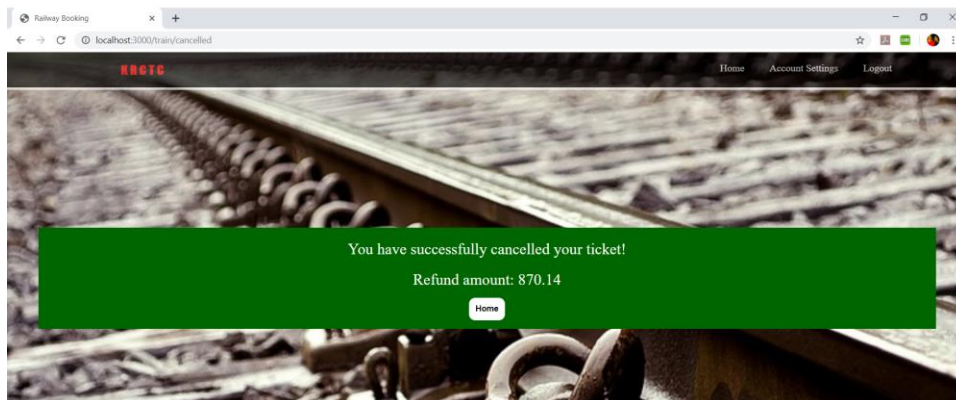 Railway Booking
localhost:3000/train/cancelled
KRCTC
Home Account Settings Logout
You have successfully cancelled your ticket!
Refund amount: 870.14
Home